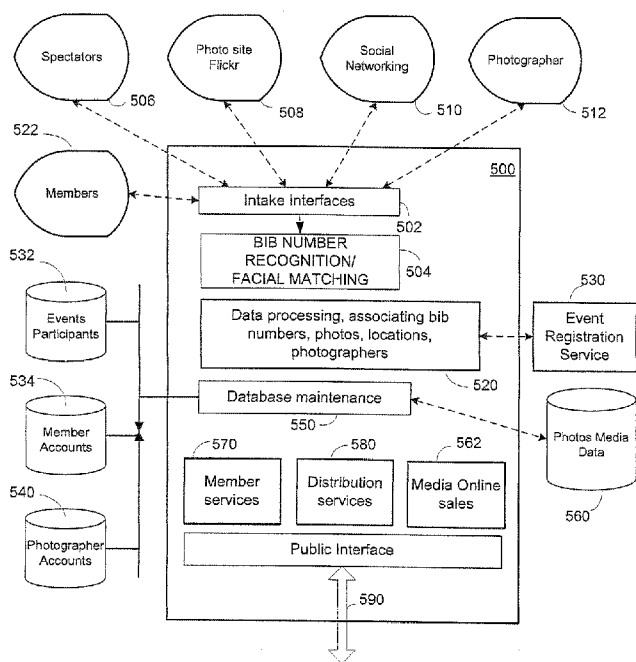 Spectators
506
Photo site
Flickr
508
Social
Networking
510
Photographer
512
522
Members
500
Intake Interfaces
502
BIB NUMBER
RECOGNITION/
FACIAL MATCHING
504
532
Events
Participants
Data processing, associating bib
numbers, photos, locations,
photographers
520
530
Event
Registration
Service
534
Member
Accounts
Database maintenance
550
Photos Media
Data
560
540
Photographer
Accounts
570
Member
services
580
Distribution
services
562
Media Online
sales
Public Interface
590